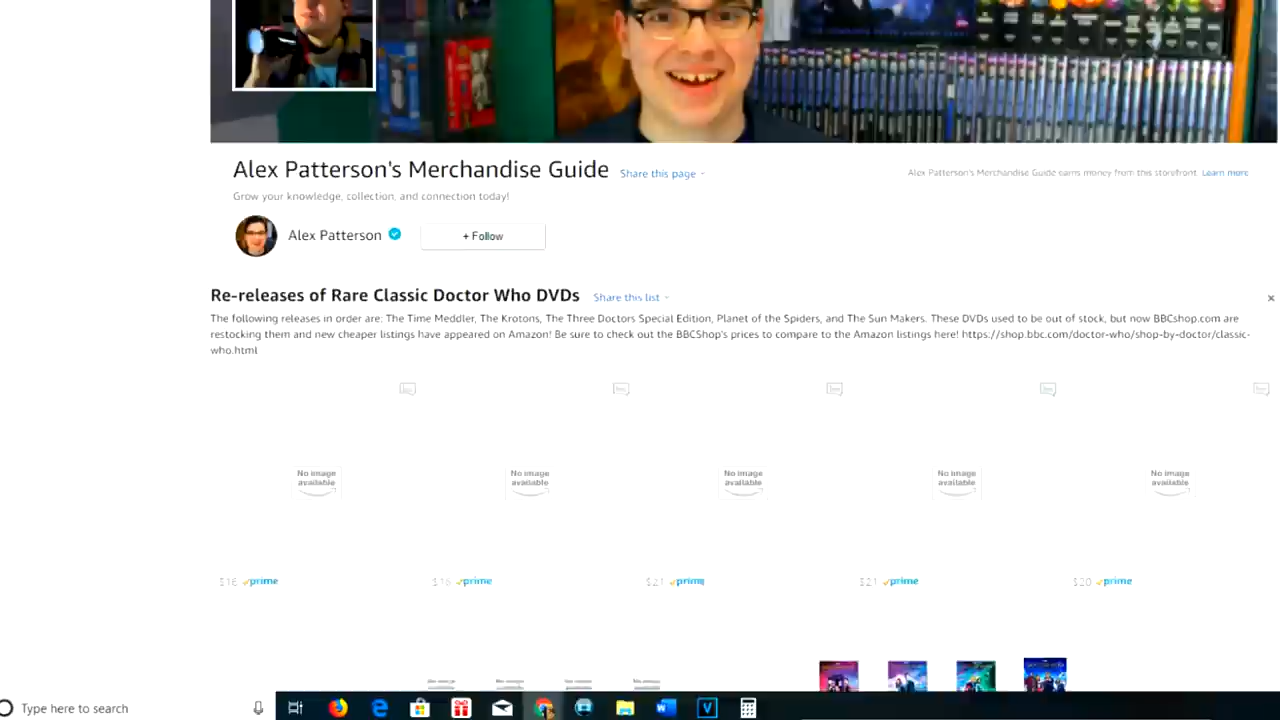 Alex Patterson's Merchandise Guide Share this page
Alex Patterson's Merchandise Guide earns money from this storefront. Learn more
Grow your knowledge, collection, and connection today!
Alex Patterson + Follow
Re-releases of Rare Classic Doctor Who DVDs Share this list
The following releases in order are: The Time Meddler, The Krotons, The Three Doctors Special Edition, Planet of the Spiders, and The Sun Makers. These DVDs used to be out of stock, but now BBCshop.com are
restocking them and new cheaper listings have appeared on Amazon! Be sure to check out the BBCShop's prices to compare to the Amazon listings here! https://shop.bbc.com/doctor-who/shop-by-doctor/classic-
who.html
No image available No image available No image available No image available No image available
$16 prime $16 prime $21 prime $21 prime $20 prime
Type here to search